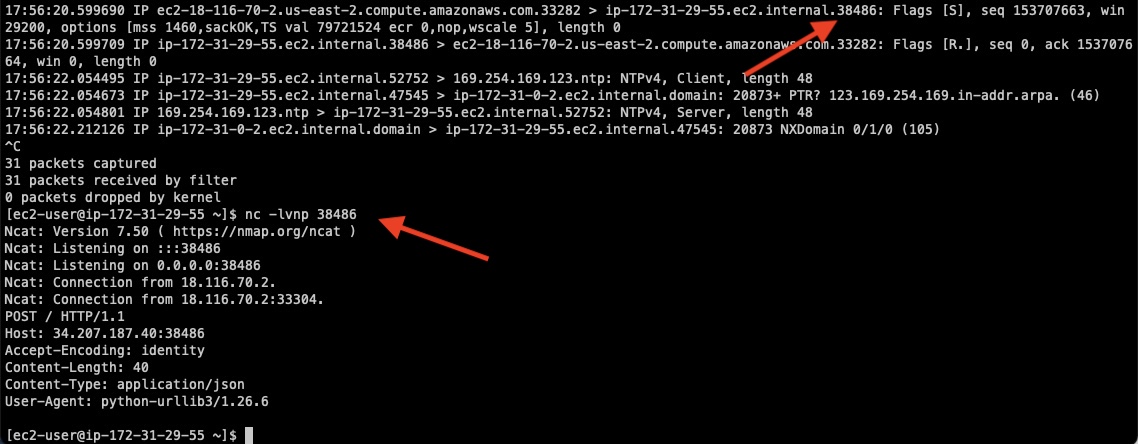 17:56:20.599690 IP ec2-18-116-70-2.us-east-2.compute.amazonaws.com.33282 > ip-172-31-29-55.ec2.internal.38486: Flags [S], seq 153707663, win
29200, options [mss 1460,sackOK,TS val 79721524 ecr 0,nop,wscale 5], length 0
17:56:20.599709 IP ip-172-31-29-55.ec2.internal.38486 > ec2-18-116-70-2.us-east-2.compute.amazonaws.com.33282: Flags [R.], seq 0, ack 1537076
64, win 0, length 0
17:56:22.054495 IP ip-172-31-29-55.ec2.internal.52752 > 169.254.169.123.ntp: NTPv4, Client, length 48
17:56:22.054673 IP ip-172-31-29-55.ec2.internal.47545 > ip-172-31-0-2.ec2.internal.domain: 20873+ PTR? 123.169.254.169.in-addr.arpa. (46)
17:56:22.054801 IP 169.254.169.123.ntp > ip-172-31-29-55.ec2.internal.52752: NTPv4, Server, length 48
17:56:22.212126 IP ip-172-31-0-2.ec2.internal.domain > ip-172-31-29-55.ec2.internal.47545: 20873 NXDomain 0/1/0 (105)
^C
31 packets captured
31 packets received by filter
0 packets dropped by kernel
[ec2-user@ip-172-31-29-55 ~]$ nc -lvnp 38486
Ncat: Version 7.50 ( https://nmap.org/ncat )
Ncat: Listening on :::38486
Ncat: Listening on 0.0.0.0:38486
Ncat: Connection from 18.116.70.2.
Ncat: Connection from 18.116.70.2:33304.
POST / HTTP/1.1
Host: 34.207.187.40:38486
Accept-Encoding: identity
Content-Length: 40
Content-Type: application/json
User-Agent: python-urllib3/1.26.6
[ec2-user@ip-172-31-29-55 ~]$